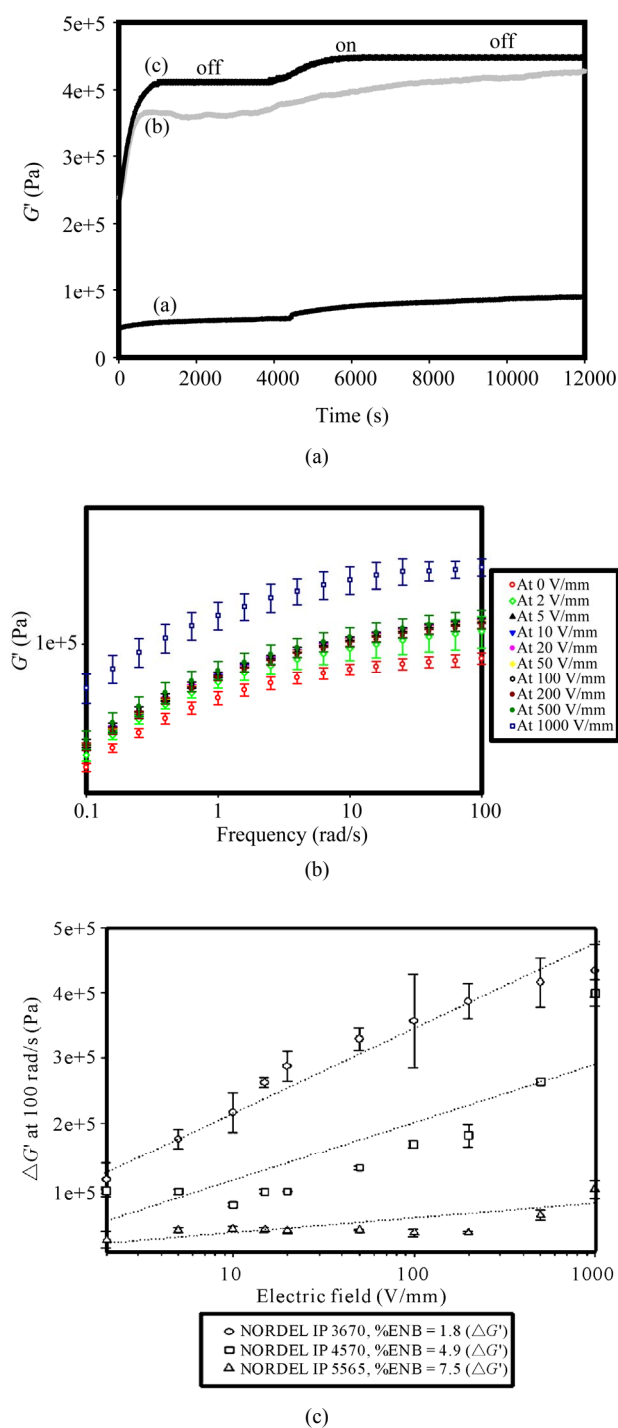 5e+5
4e+5
3e+5
2e+5
1e+5
0
G' (Pa)
(c) off on off
(b)
(a)
0 2000 4000 6000 8000 10000 12000
Time (s)
(a)
G' (Pa)
1e+5
0.1 1 10 100
Frequency (rad/s)
At 0 V/mm
At 2 V/mm
At 5 V/mm
At 10 V/mm
At 20 V/mm
At 50 V/mm
At 100 V/mm
At 200 V/mm
At 500 V/mm
At 1000 V/mm
(b)
△G' at 100 rad/s (Pa)
5e+5
4e+5
3e+5
2e+5
1e+5
10 100 1000
Electric field (V/mm)
NORDEL IP 3670, %ENB = 1.8 (△G')
NORDEL IP 4570, %ENB = 4.9 (△G')
NORDEL IP 5565, %ENB = 7.5 (△G')
(c)